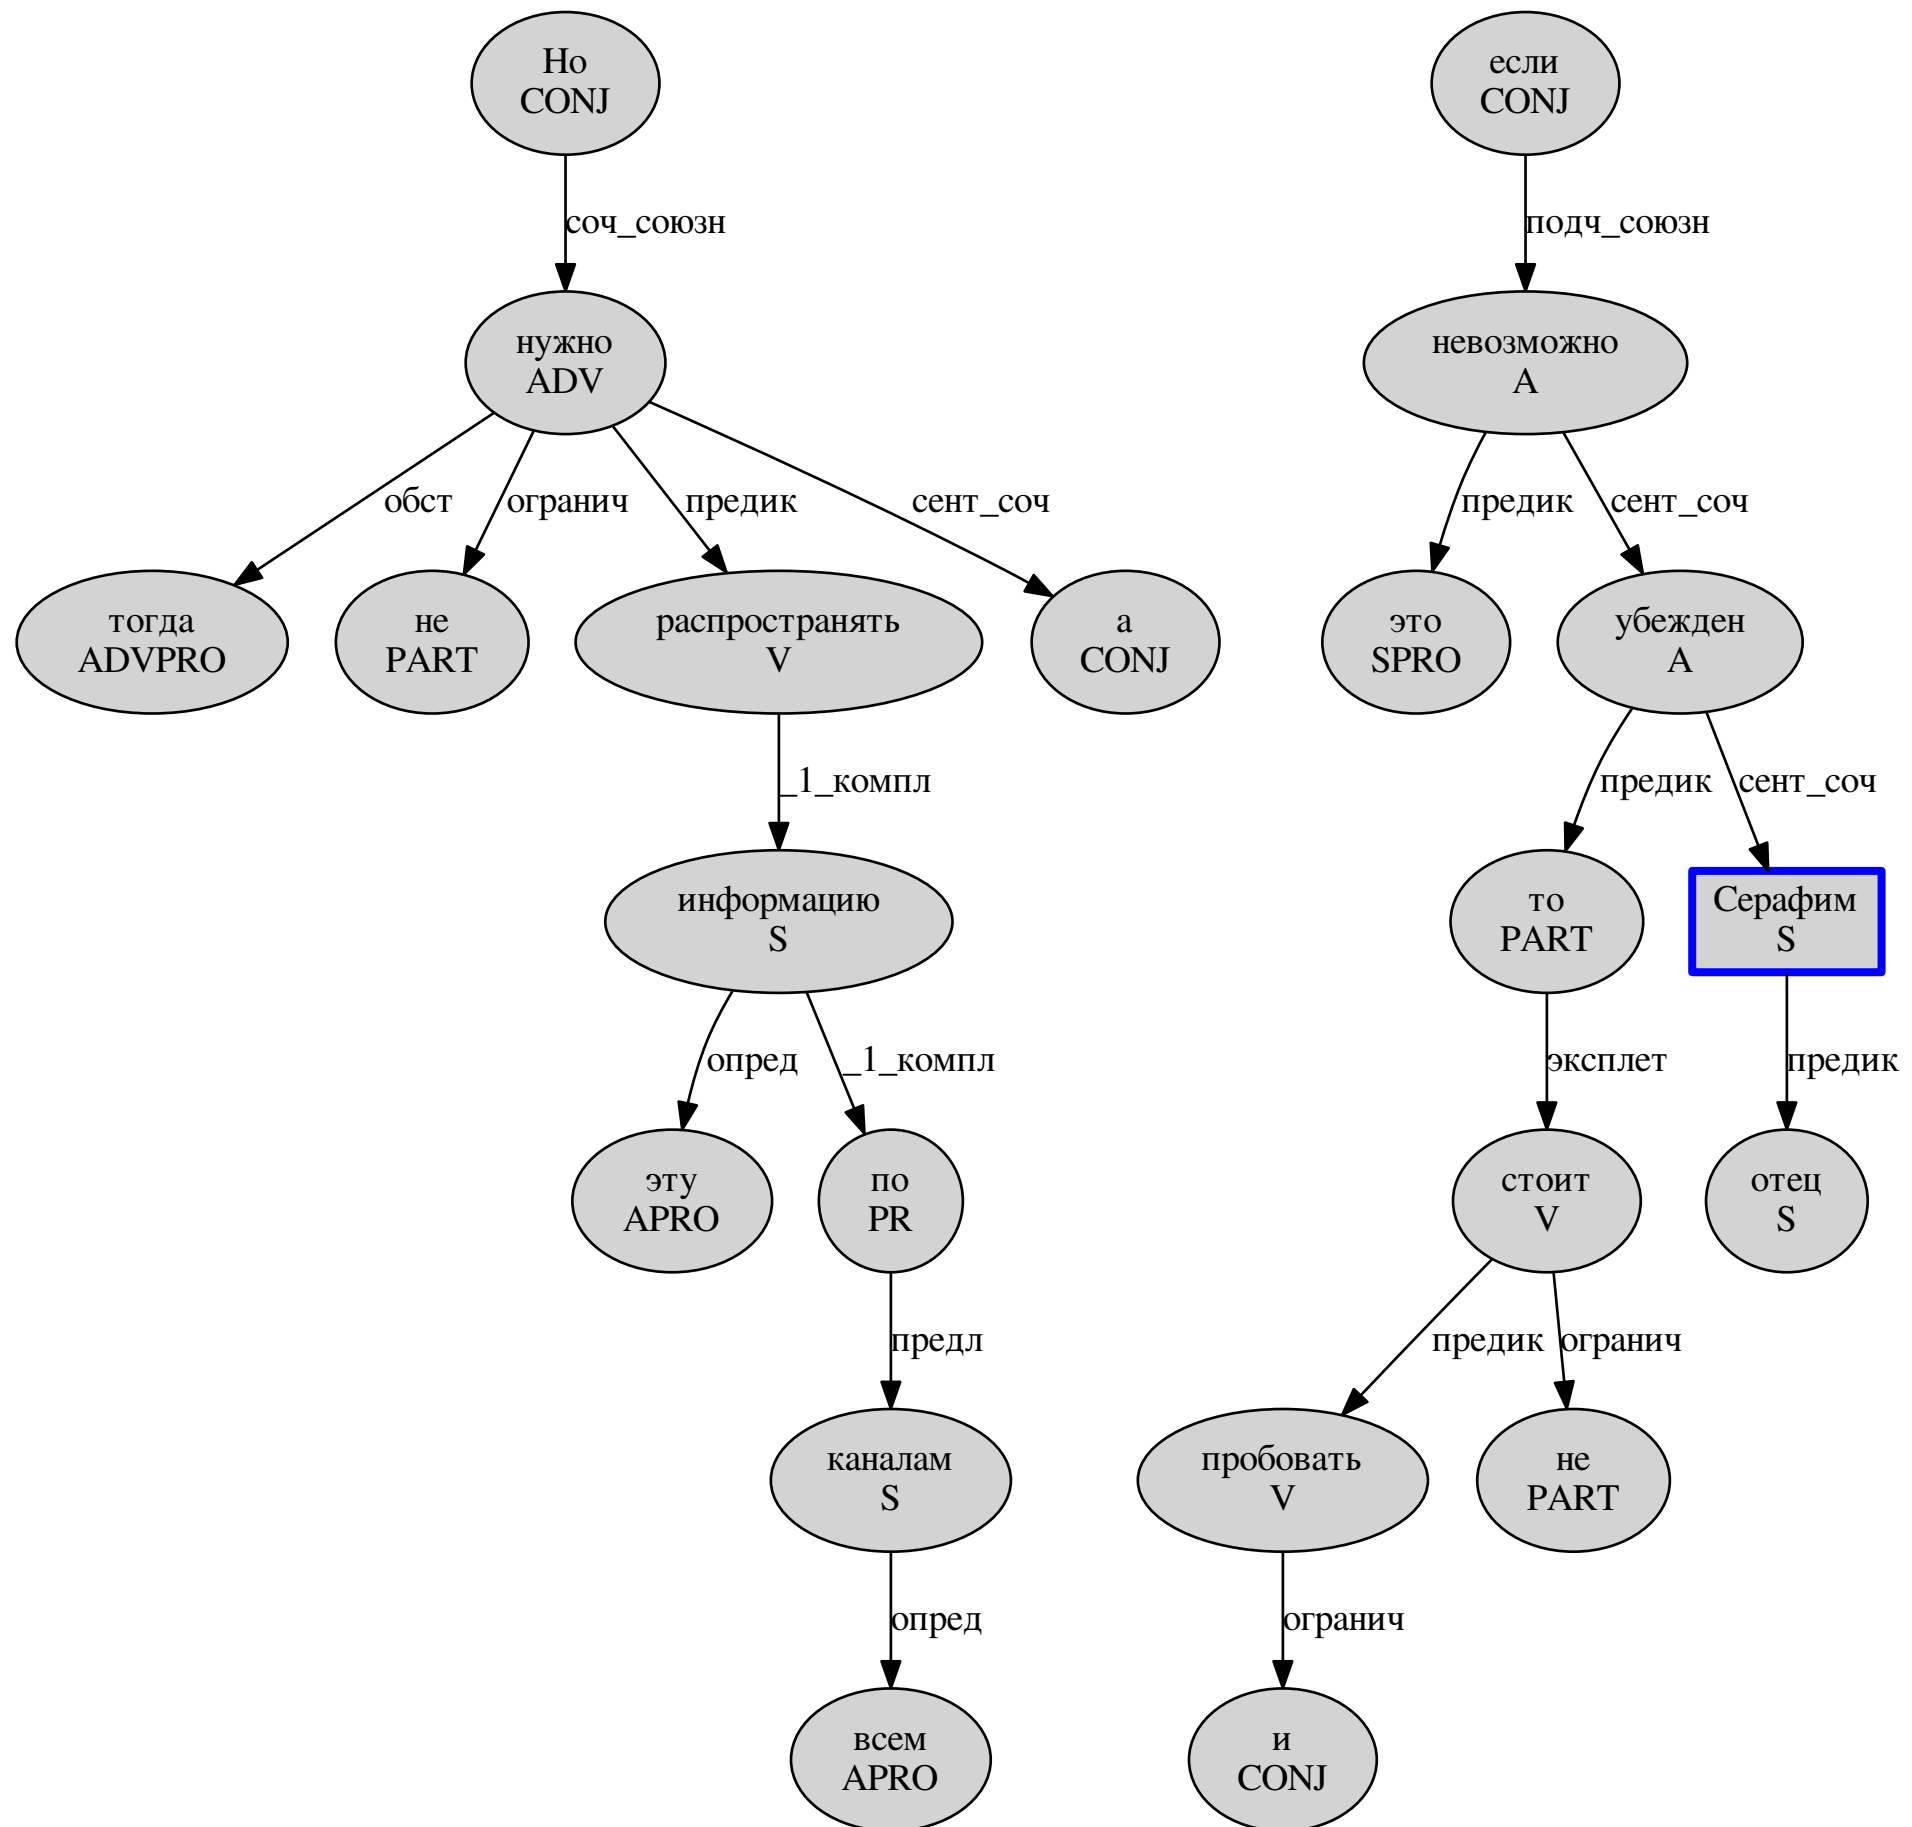 Но
CONJ
если
CONJ
соч_союзн
подч_союзн
нужно
ADV
невозможно
A
обст
огранич
предик
сент_соч
предик
сент_соч
тогда
ADVPRO
не
PART
распространять
V
а
CONJ
это
SPRO
убежден
A
_1_компл
предик
сент_соч
информацию
S
то
PART
Серафим
S
опред
_1_компл
эксплет
предик
эту
APRO
по
PR
стоит
V
отец
S
предл
предик
огранич
каналам
S
пробовать
V
не
PART
опред
огранич
всем
APRO
и
CONJ